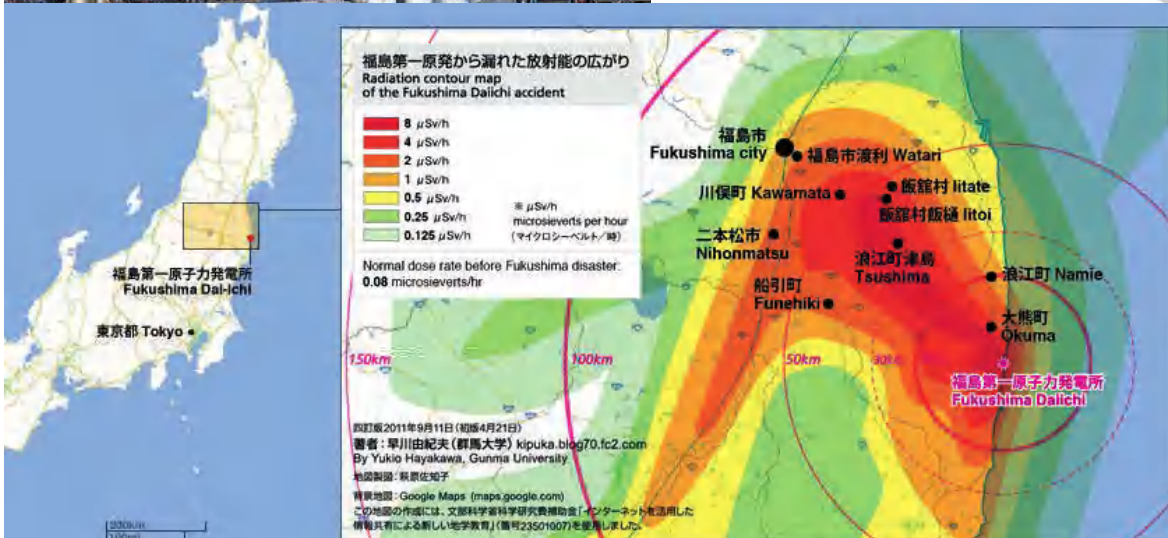 福島第一原発から漏れた放射能の広がり
Radiation contour map
of the Fukushima Daiichi accident
8 μSv/h
4 μSv/h
2 μSv/h
1 μSv/h
0.5 μSv/h
0.25 μSv/h
0.125 μSv/h
※ μSv/h
microsieverts per hour
(マイクロシーベルト/時)
Normal dose rate before Fukushima disaster:
0.08 microsieverts/hr
福島第一原子力発電所
Fukushima Dai-ichi
東京都 Tokyo
福島市
Fukushima city
福島市渡利 Watari
川俣町 Kawamata
飯舘村 Iitate
飯舘村飯樋 Iitoi
二本松市
Nihonmatsu
浪江町津島
Tsushima
船引町
Funehiki
浪江町 Namie
大熊町
Okuma
150km
100km
50km
30km
福島第一原子力発電所
Fukushima Daiichi
四訂版2011年9月11日(初版4月21日)
著者:早川由紀夫(群馬大学) kipuka.blog70.fc2.com
By Yukio Hayakawa, Gunma University
地図製図:萩原佐知子
背景地図:Google Maps (maps.google.com)
この地図の作成には、文部科学省科学研究費補助金「インターネットを活用した
情報共有による新しい地学教育」(番号23501007)を使用しました。
200km